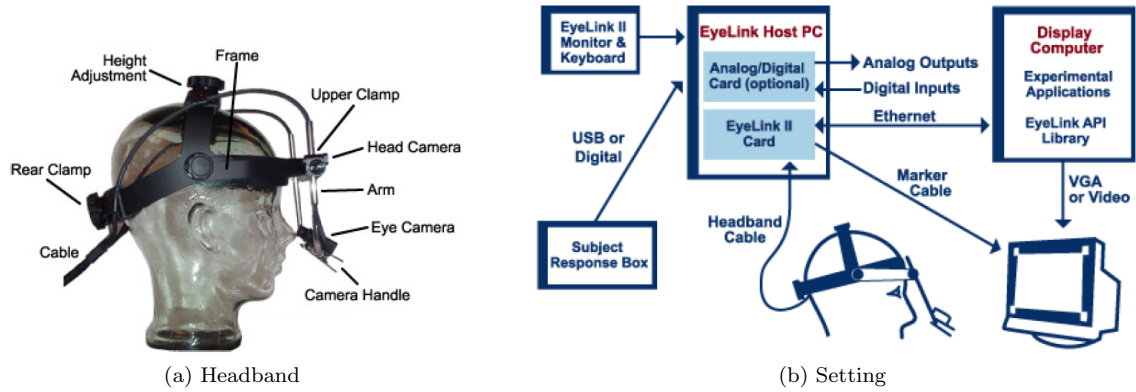 Height
Adjustment
Frame
Upper Clamp
Head Camera
Rear Clamp
Arm
Eye Camera
Cable
Camera Handle
(a) Headband
EyeLink II
Monitor &
Keyboard
EyeLink Host PC
Analog/Digital
Card (optional)
EyeLink II
Card
Analog Outputs
Digital Inputs
Ethernet
Display
Computer
Experimental
Applications
EyeLink API
Library
USB or
Digital
Marker
Cable
VGA
or Video
Headband
Cable
Subject
Response Box
(b) Setting